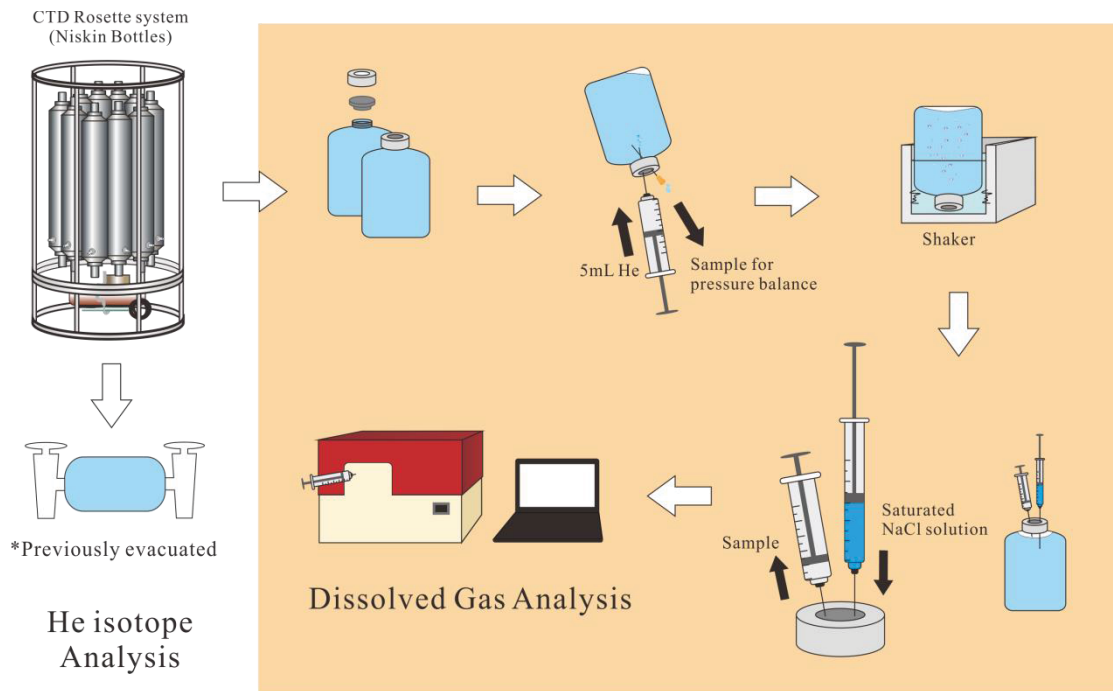 CTD Rosette system
(Niskin Bottles)
5mL He
Sample for
pressure balance
Shaker
Saturated
NaCl solution
Sample
Dissolved Gas Analysis
*Previously evacuated
He isotope
Analysis